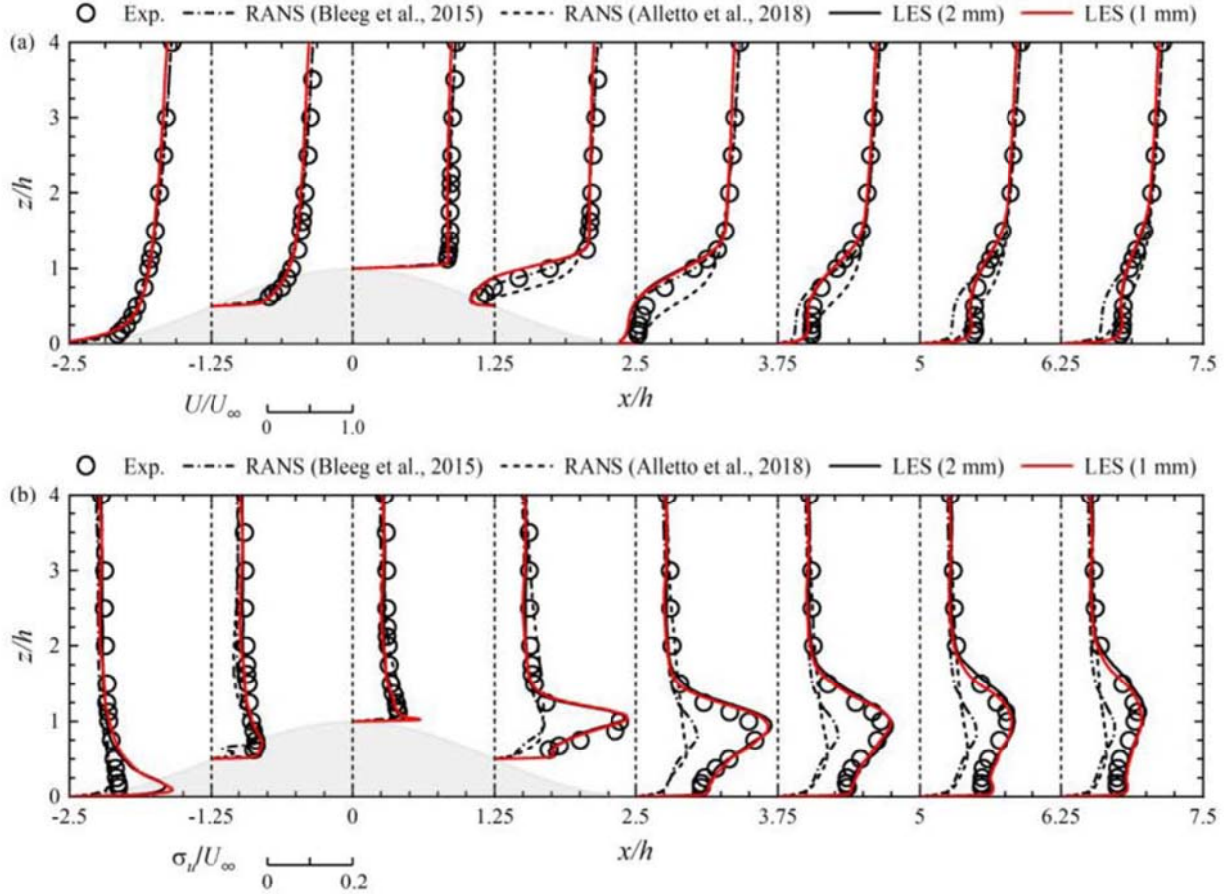 Exp. RANS (Bleeg et al., 2015) RANS (Alletto et al., 2018) LES (2 mm) LES (1 mm)
(a)
4
3
2
1
0
z/h
-2.5 -1.25 0 1.25 2.5 3.75 5 6.25 7.5
U/U∞
0 1.0
x/h
Exp. RANS (Bleeg et al., 2015) RANS (Alletto et al., 2018) LES (2 mm) LES (1 mm)
(b)
4
3
2
1
0
z/h
-2.5 -1.25 0 1.25 2.5 3.75 5 6.25 7.5
σu/U∞
0 0.2
x/h